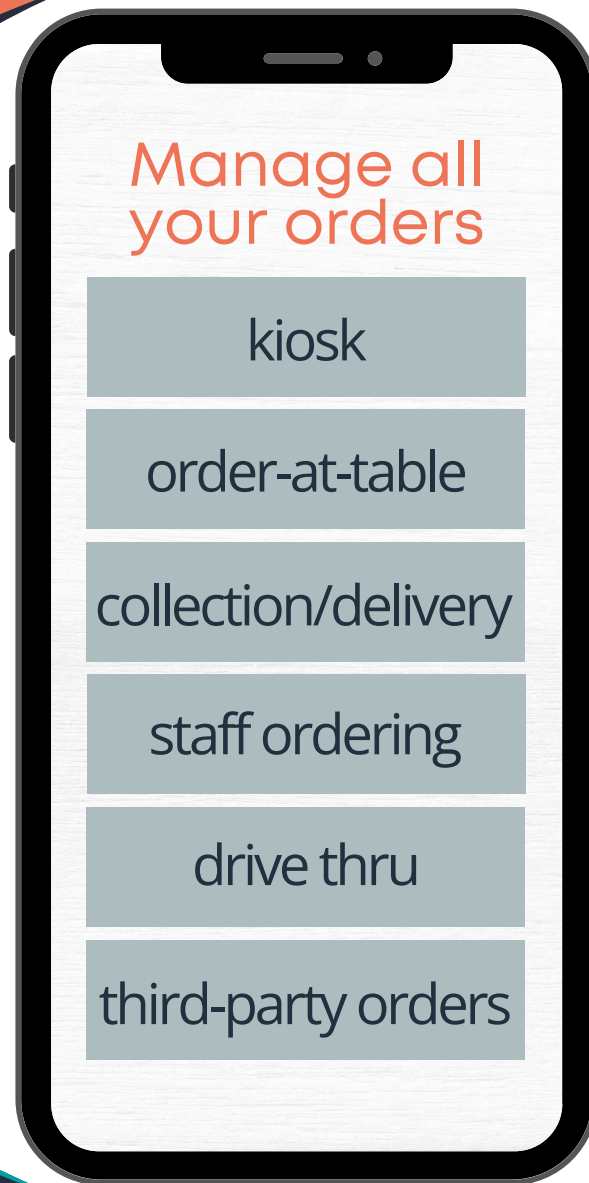 Manage all
your orders
kiosk
order-at-table
collection/delivery
staff ordering
drive thru
third-party orders